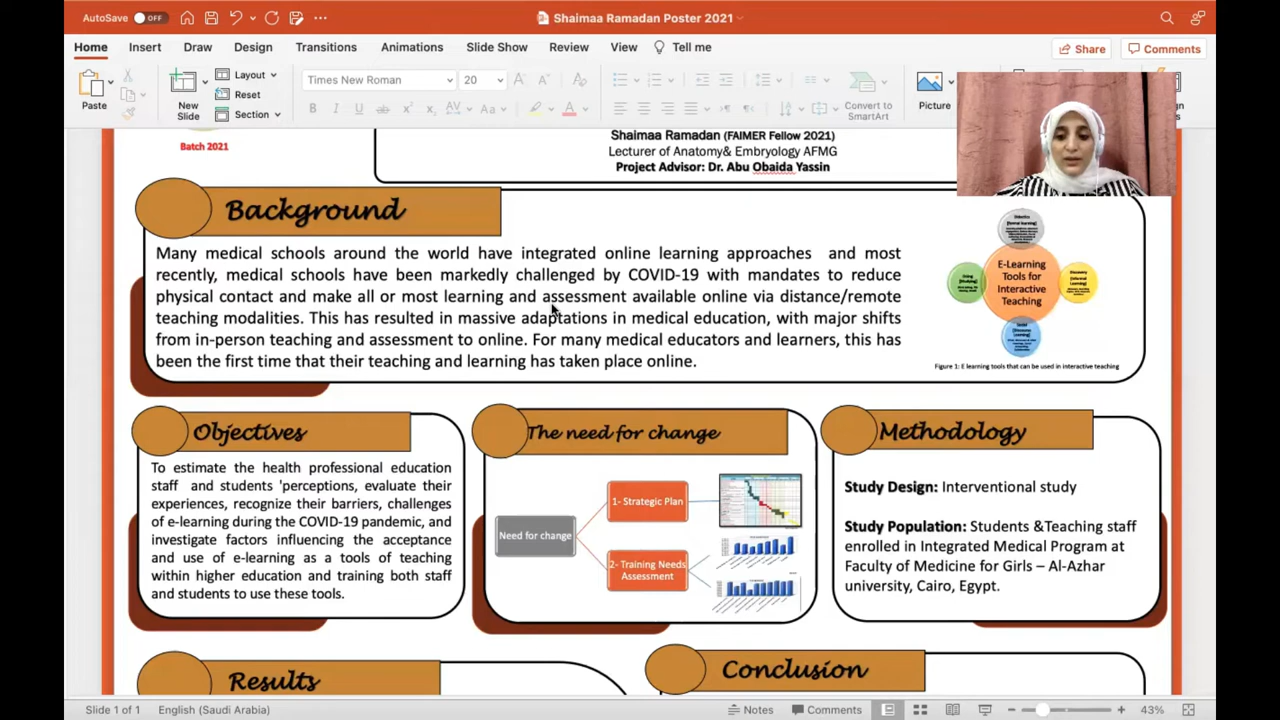 AutoSave OFF
Shaimaa Ramadan Poster 2021
Home Insert Draw Design Transitions Animations Slide Show Review View Tell me
Share Comments
Paste
New Slide
Layout
Reset
Section
Times New Roman 20
Convert to SmartArt
Picture
Batch 2021
Shaimaa Ramadan (FAIMER Fellow 2021)
Lecturer of Anatomy& Embryology AFMG
Project Advisor: Dr. Abu Obaida Yassin
Background
Many medical schools around the world have integrated online learning approaches and most
recently, medical schools have been markedly challenged by COVID-19 with mandates to reduce
physical contact and make all or most learning and assessment available online via distance/remote
teaching modalities. This has resulted in massive adaptations in medical education, with major shifts
from in-person teaching and assessment to online. For many medical educators and learners, this has
been the first time that their teaching and learning has taken place online.
E-Learning
Tools for
Interactive
Teaching
Figure 1: E learning tools that can be used in interactive teaching
Objectives
To estimate the health professional education
staff and students 'perceptions, evaluate their
experiences, recognize their barriers, challenges
of e-learning during the COVID-19 pandemic, and
investigate factors influencing the acceptance
and use of e-learning as a tools of teaching
within higher education and training both staff
and students to use these tools.
The need for change
Need for change
1- Strategic Plan
2- Training Needs
Assessment
Methodology
Study Design: Interventional study
Study Population: Students &Teaching staff
enrolled in Integrated Medical Program at
Faculty of Medicine for Girls – Al-Azhar
university, Cairo, Egypt.
Results
Conclusion
Slide 1 of 1 English (Saudi Arabia)
Notes Comments 43%